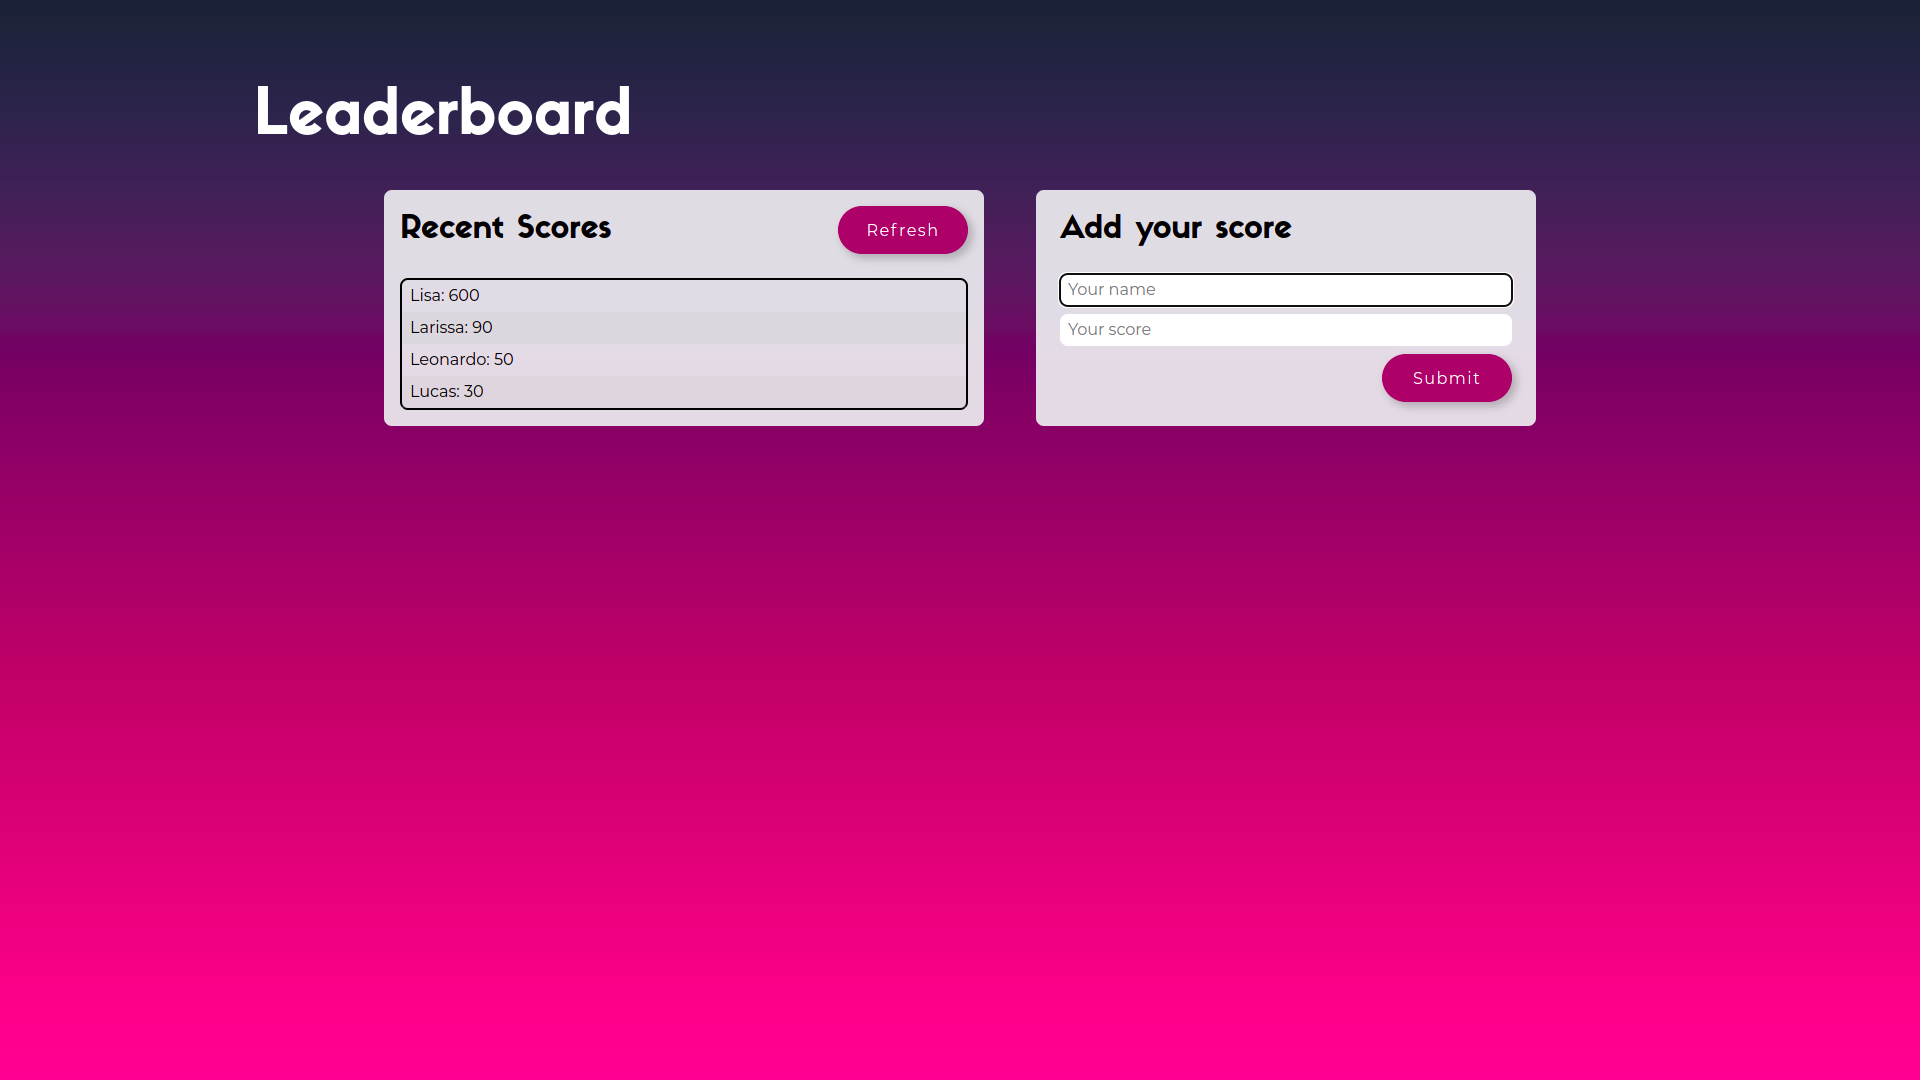 Leaderboard
Recent Scores
Refresh
Lisa: 600
Larissa: 90
Leonardo: 50
Lucas: 30
Add your score
Your name
Your score
Submit